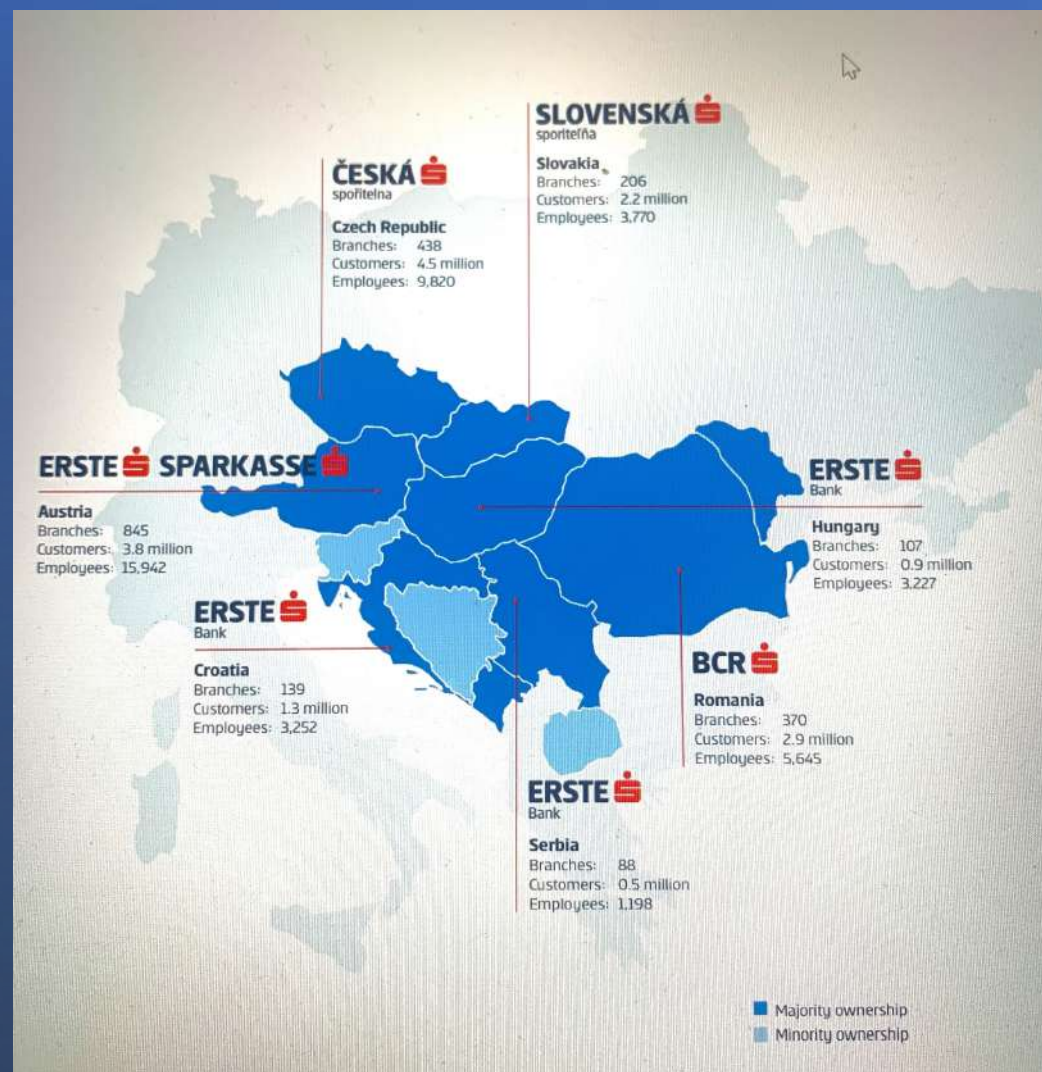 SLOVENSKÁ
sporiteľňa
Slovakia
Branches: 206
Customers: 2.2 million
Employees: 3,770
ČESKÁ
spořitelna
Czech Republic
Branches: 438
Customers: 4.5 million
Employees: 9,820
ERSTE SPARKASSE
Austria
Branches: 845
Customers: 3.8 million
Employees: 15,942
ERSTE
Bank
Hungary
Branches: 107
Customers: 0.9 million
Employees: 3,227
ERSTE
Bank
Croatia
Branches: 139
Customers: 1.3 million
Employees: 3,252
BCR
Romania
Branches: 370
Customers: 2.9 million
Employees: 5,645
ERSTE
Bank
Serbia
Branches: 88
Customers: 0.5 million
Employees: 1,198
Majority ownership
Minority ownership